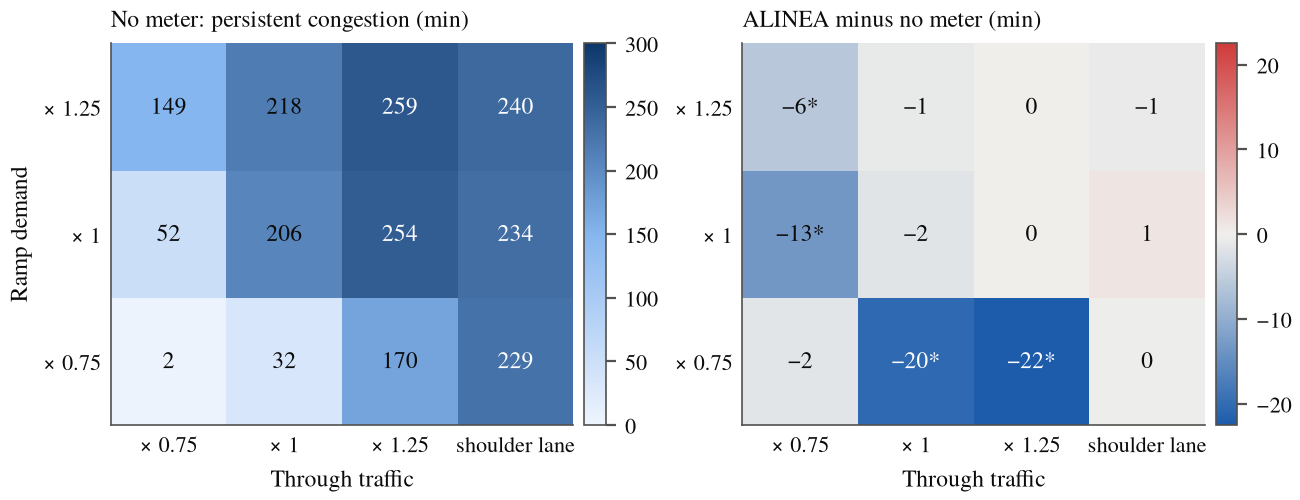 No meter: persistent congestion (min)
Ramp demand
× 1.25
149 218 259 240
× 1
52 206 254 234
× 0.75
2 32 170 229
× 0.75 × 1 × 1.25 shoulder lane
Through traffic
300
250
200
150
100
50
0
ALINEA minus no meter (min)
× 1.25
−6* −1 0 −1
× 1
−13* −2 0 1
× 0.75
−2 −20* −22* 0
× 0.75 × 1 × 1.25 shoulder lane
Through traffic
20
10
0
−10
−20